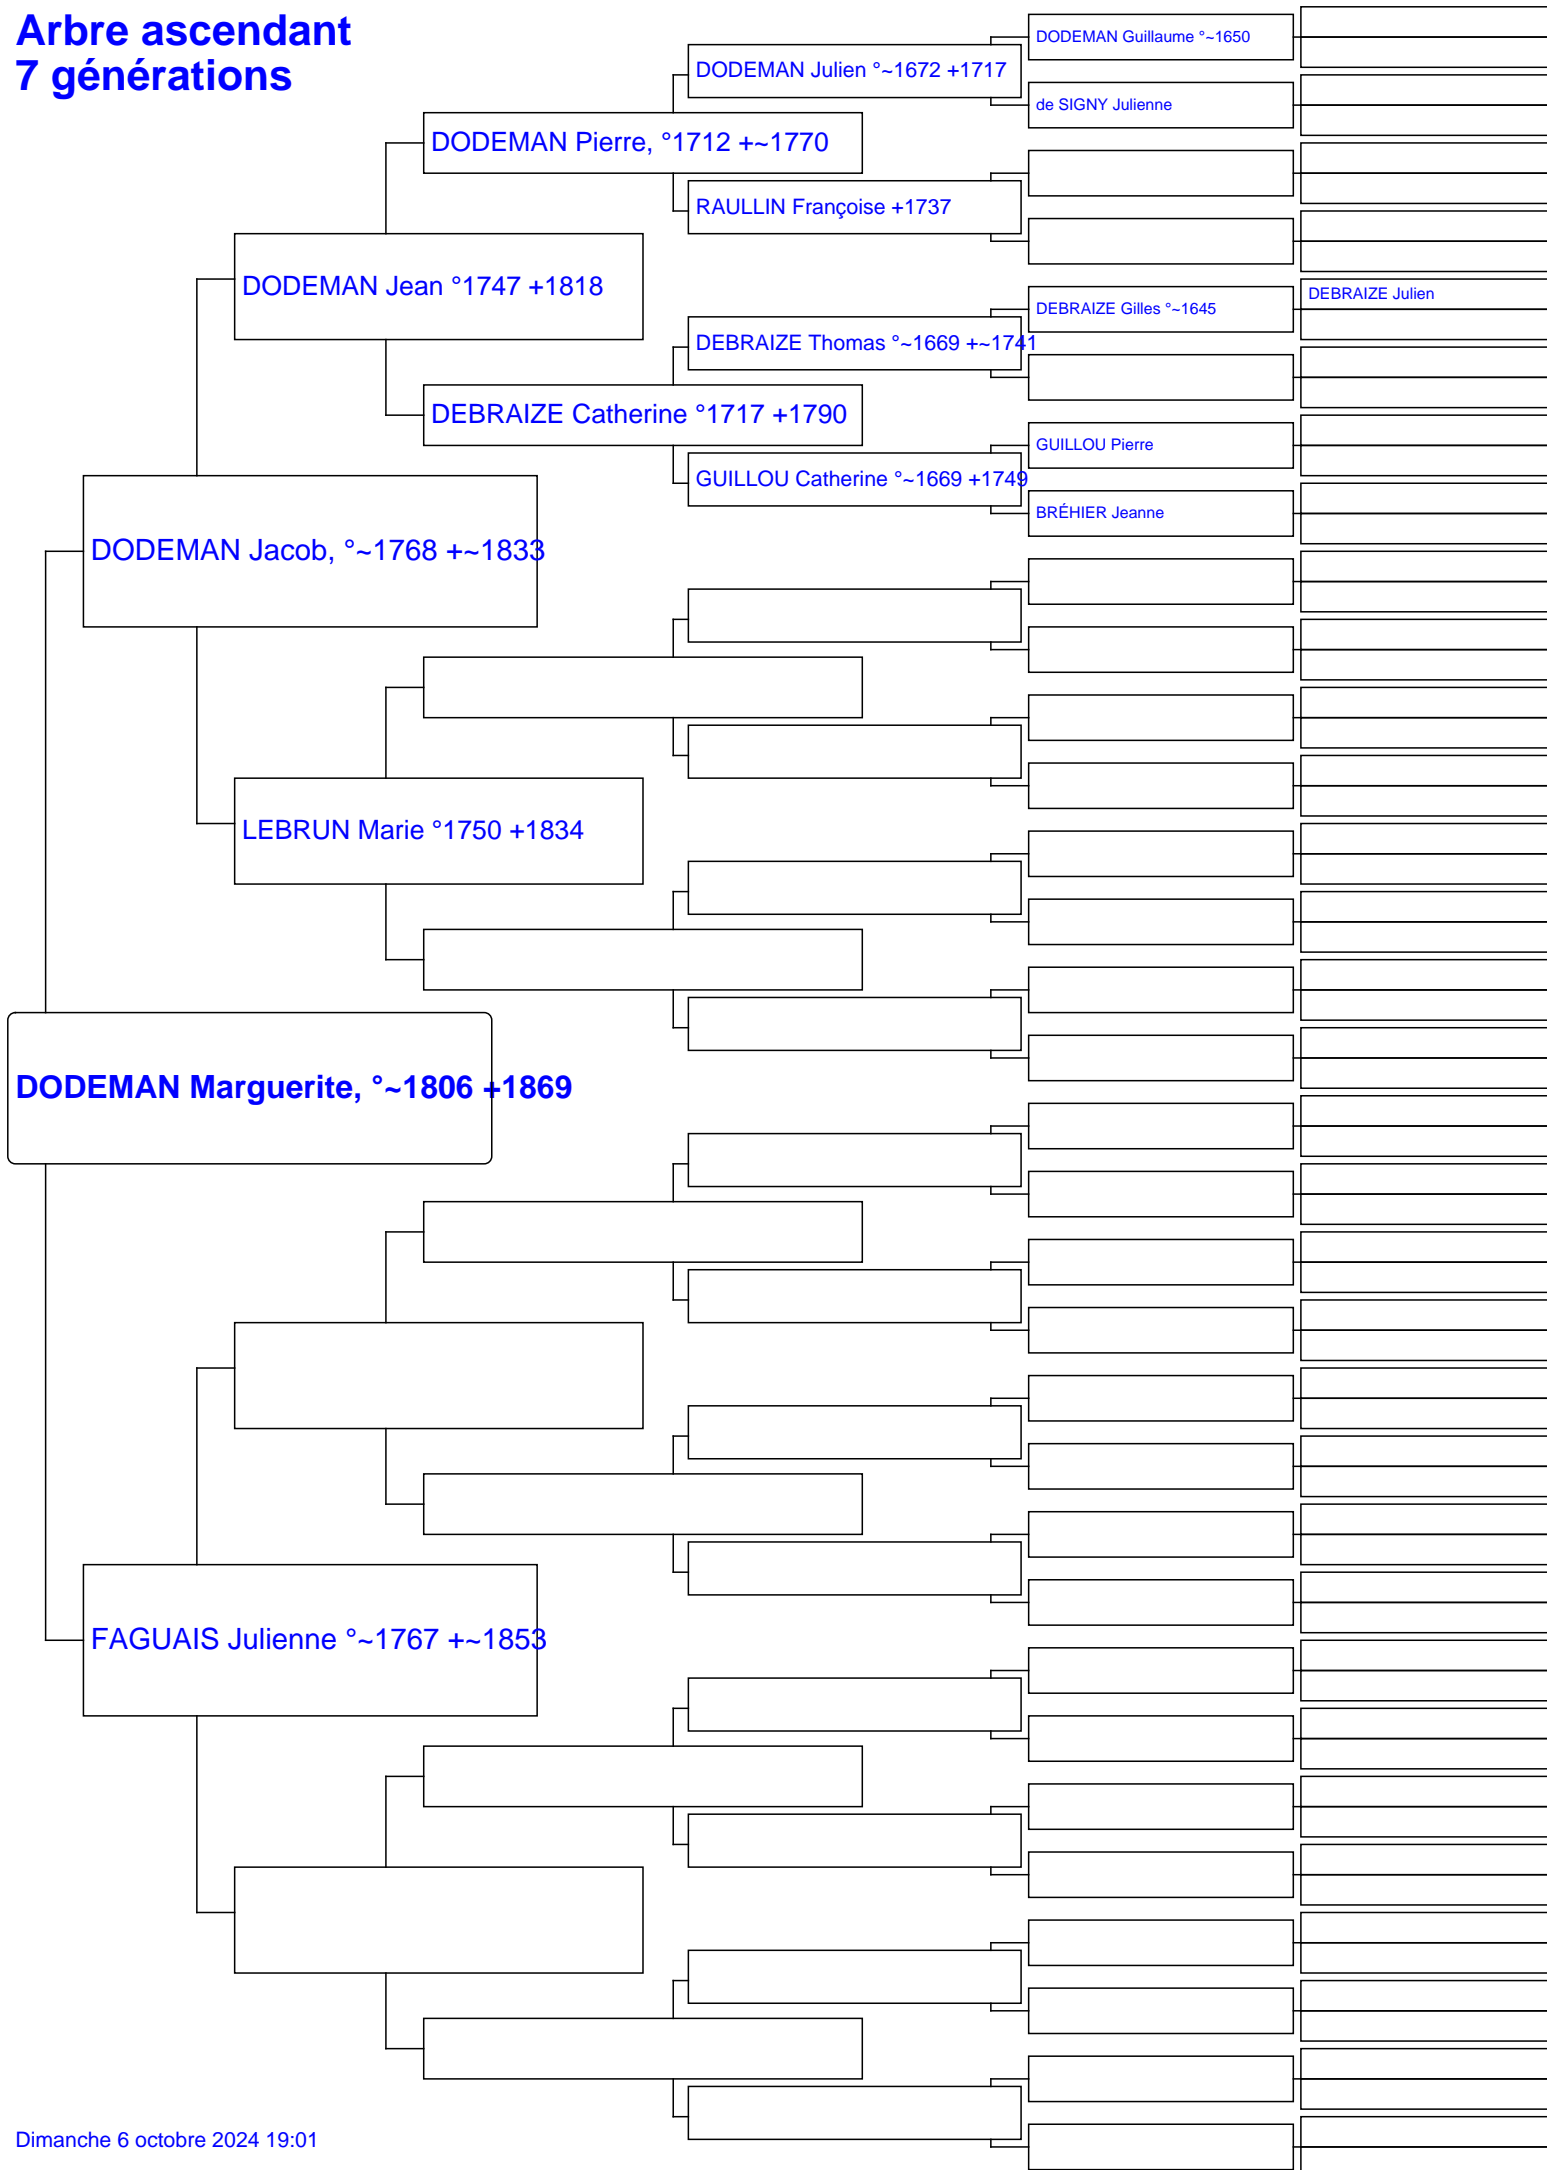 Arbre ascendant
7 générations
DODEMAN Guillaume °~1650
DODEMAN Julien °~1672 +1717
de SIGNY Julienne
DODEMAN Pierre, °1712 +~1770
RAULLIN Françoise +1737
DODEMAN Jean °1747 +1818
DEBRAIZE Julien
DEBRAIZE Gilles °~1645
DEBRAIZE Thomas °~1669 +~1741
DEBRAIZE Catherine °1717 +1790
GUILLOU Pierre
GUILLOU Catherine °~1669 +1749
BRÉHIER Jeanne
DODEMAN Jacob, °~1768 +~1833
LEBRUN Marie °1750 +1834
DODEMAN Marguerite, °~1806 +1869
FAGUAIS Julienne °~1767 +~1853
Dimanche 6 octobre 2024 19:01